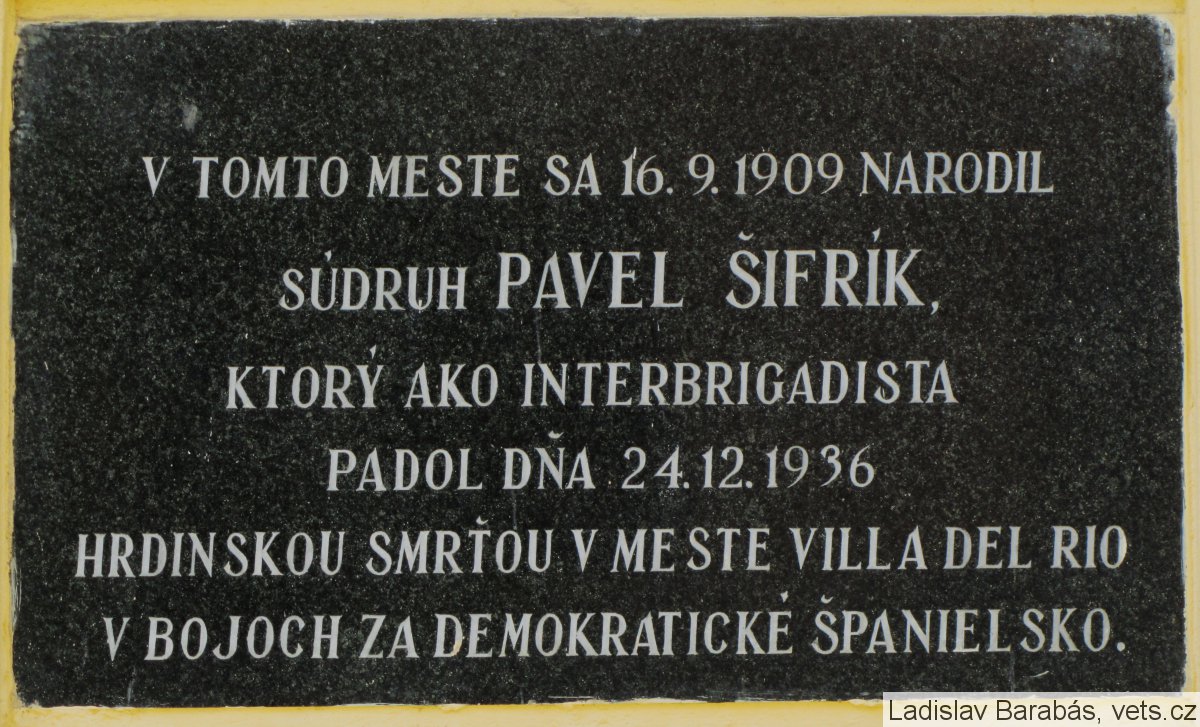 V TOMTO MESTE SA 16. 9. 1909 NARODIL
SÚDRUH PAVEL ŠIFRÍK,
KTORÝ AKO INTERBRIGADISTA
PADOL DŇA 24.12.1936
HRDINSKOU SMRŤOU V MESTE VILLA DEL RIO
V BOJOCH ZA DEMOKRATICKÉ ŠPANIELSKO.
Ladislav Barabás, vets.cz